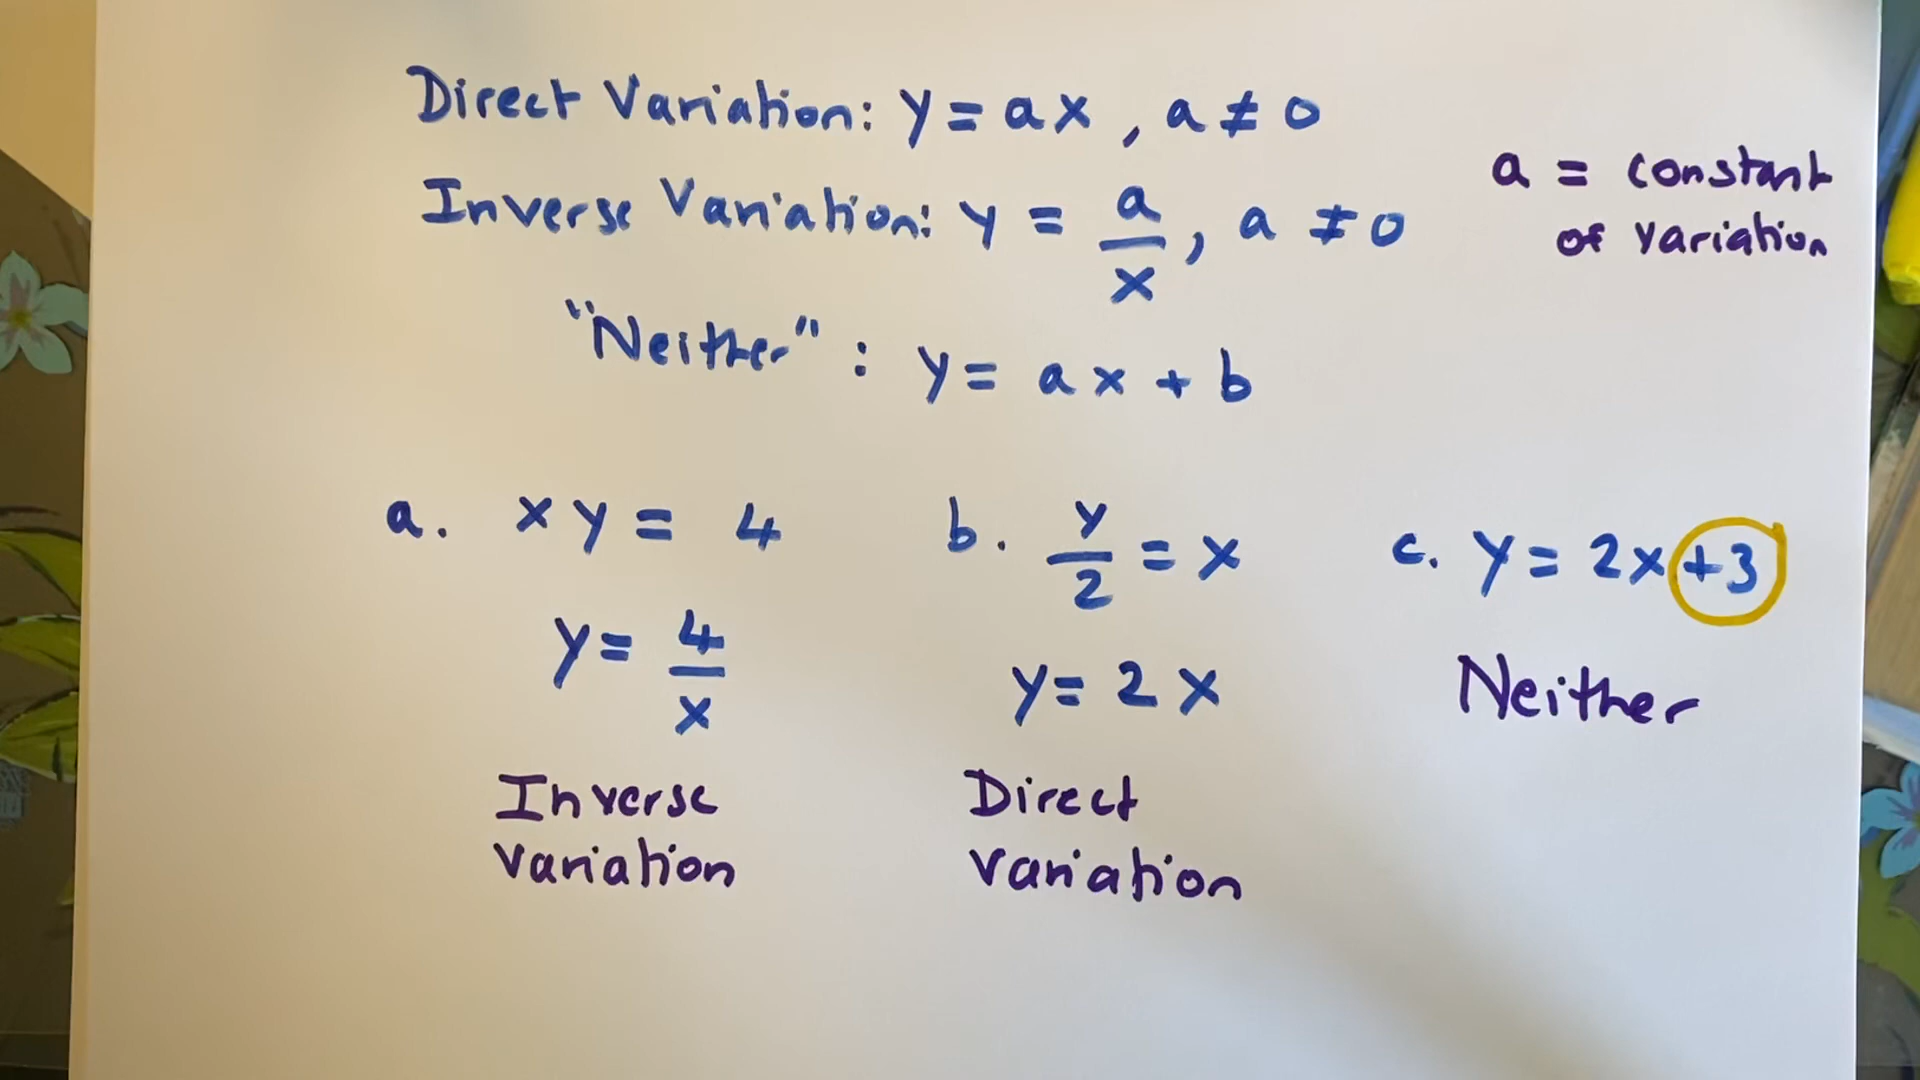 Direct Variation: y = ax , a ≠ 0
Inverse Variation: y = a/x , a ≠ 0
a = constant
of variation
"Neither" : y = ax + b
a. xy = 4
y = 4/x
Inverse
Variation
b. y/2 = x
y = 2x
Direct
Variation
c. y = 2x + 3
Neither